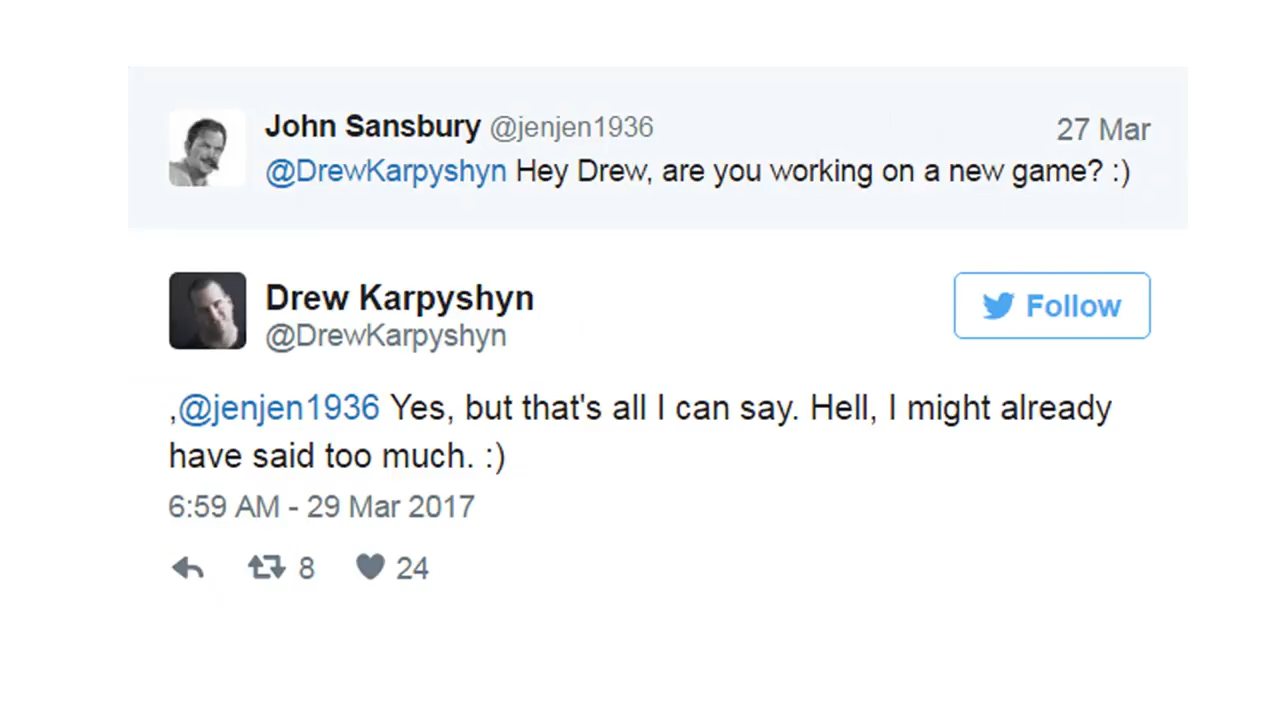 John Sansbury @jenjen1936 27 Mar
@DrewKarpyshyn Hey Drew, are you working on a new game? :)
Drew Karpyshyn
@DrewKarpyshyn
Follow
,@jenjen1936 Yes, but that's all I can say. Hell, I might already
have said too much. :)
6:59 AM - 29 Mar 2017
8 24